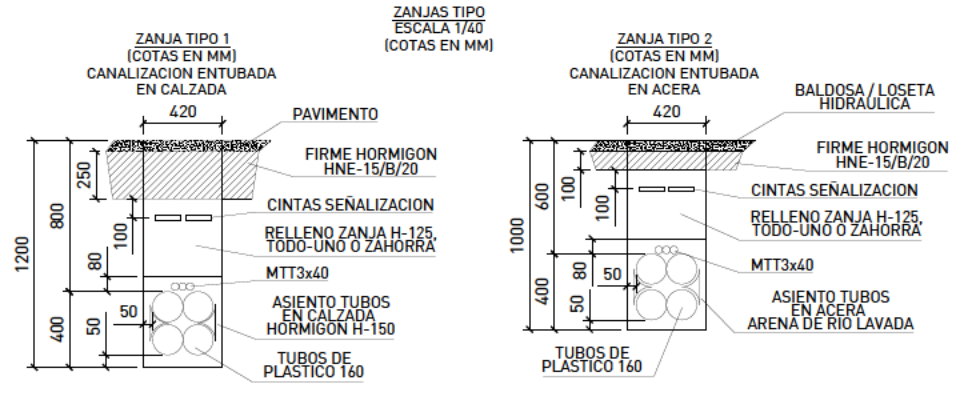 ZANJAS TIPO
ESCALA 1/40
(COTAS EN MM)
ZANJA TIPO 1
(COTAS EN MM)
CANALIZACION ENTUBADA
EN CALZADA
420
PAVIMENTO
FIRME HORMIGON
HNE-15/B/20
CINTAS SEÑALIZACION
RELLENO ZANJA H-125,
TODO-UNO O ZAHORRA
MTT3x40
ASIENTO TUBOS
EN CALZADA
HORMIGON H-150
TUBOS DE
PLASTICO 160
1200
800
400
250
100
80
50
50
ZANJA TIPO 2
(COTAS EN MM)
CANALIZACION ENTUBADA
EN ACERA
420
BALDOSA / LOSETA
HIDRAULICA
FIRME HORMIGON
HNE-15/B/20
CINTAS SEÑALIZACION
RELLENO ZANJA H-125,
TODO-UNO O ZAHORRA
MTT3x40
ASIENTO TUBOS
EN ACERA
ARENA DE RIO LAVADA
TUBOS DE
PLASTICO 160
1000
600
400
100
100
80
50
50